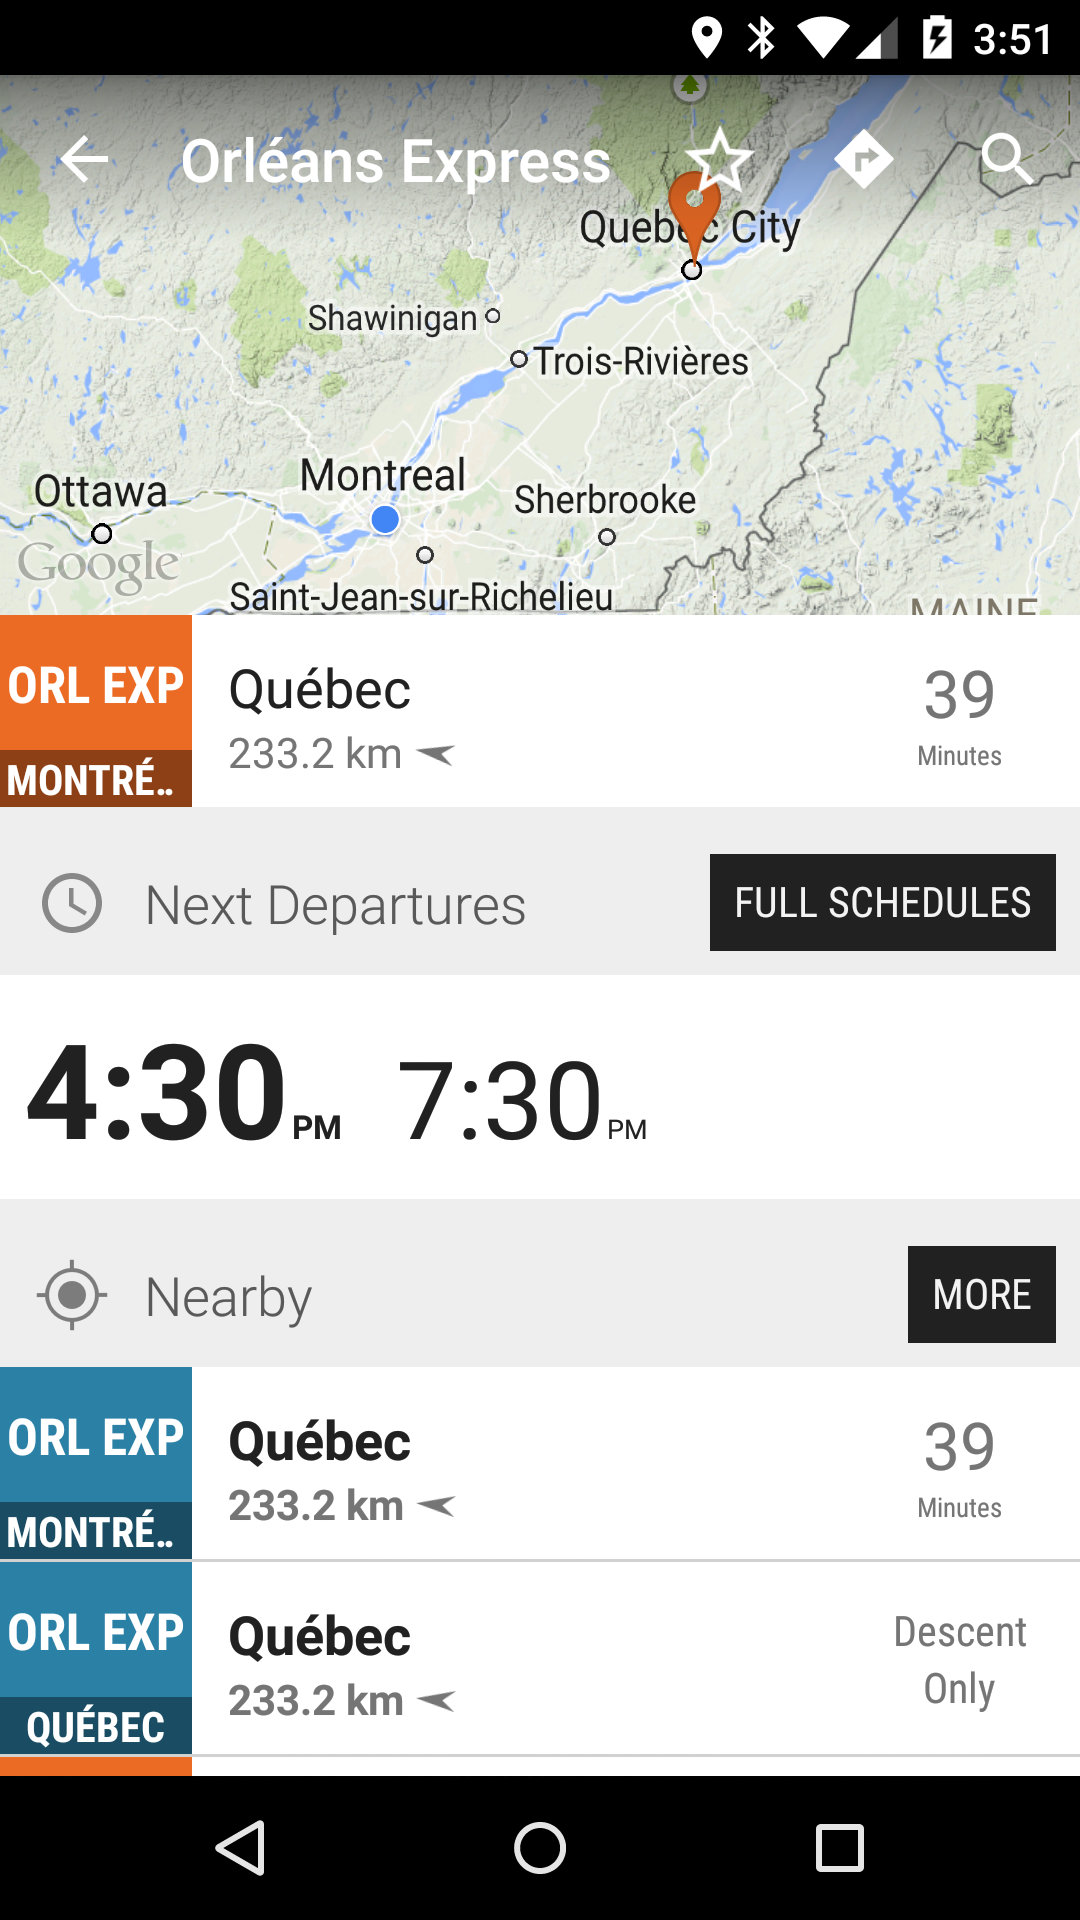 3:51
Orléans Express
Quebec City
Shawinigan
Trois-Rivières
Montreal
Ottawa
Sherbrooke
Google
Saint-Jean-sur-Richelieu
MAINE
ORL EXP
MONTRÉ..
Québec
233.2 km
39
Minutes
Next Departures
FULL SCHEDULES
4:30 PM 7:30 PM
Nearby
MORE
ORL EXP
MONTRÉ..
Québec
233.2 km
39
Minutes
ORL EXP
QUÉBEC
Québec
233.2 km
Descent
Only